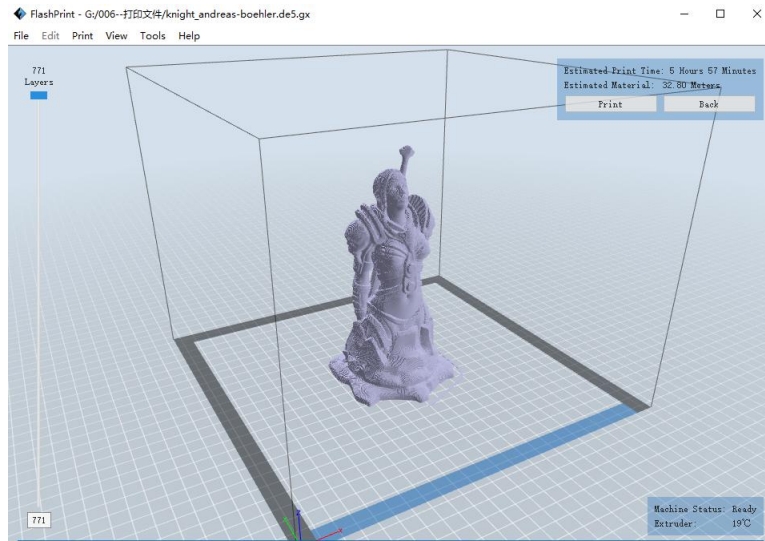 FlashPrint - G:/006--打印文件/knight_andreas-boehler.de5.gx
File Edit Print View Tools Help
771
Layers
Estimated Print Time: 5 Hours 57 Minutes
Estimated Material: 32.80 Meters
Print Back
771
Z
X
Machine Status: Ready
Extruder: 19℃